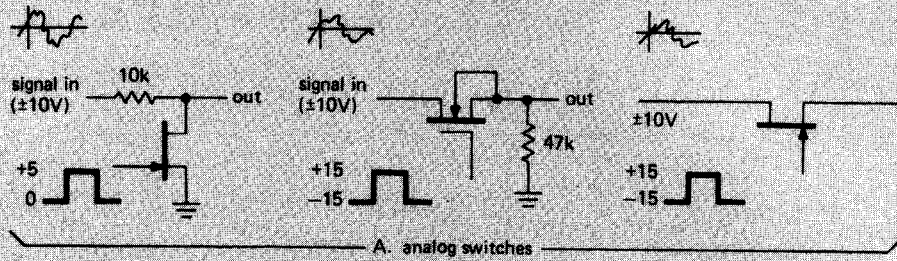 signal in
(±10V)
10k
out
+5
0
signal in
(±10V)
out
47k
+15
−15
±10V
+15
−15
A. analog switches